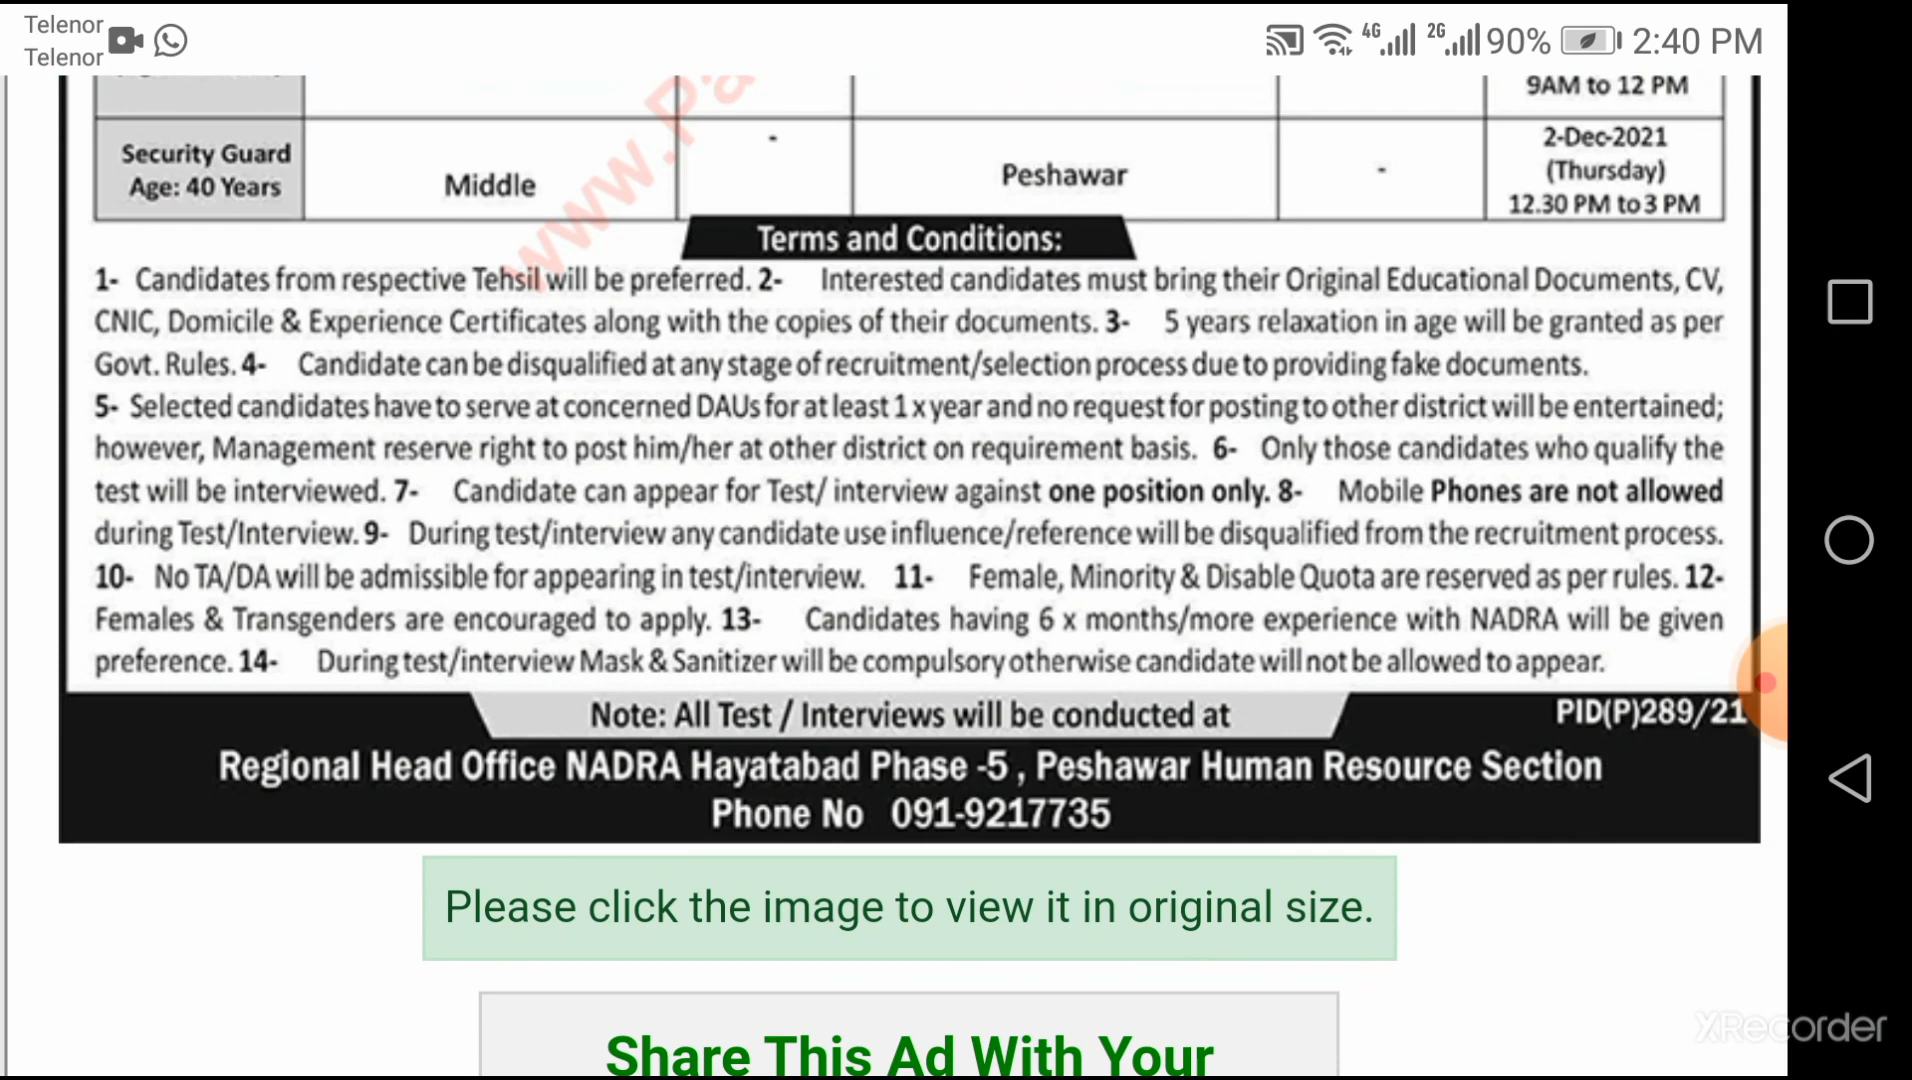 Telenor
Telenor
4G 2G 90% 2:40 PM
9AM to 12 PM
Security Guard
Age: 40 Years
Middle
-
Peshawar
-
2-Dec-2021
(Thursday)
12.30 PM to 3 PM
www.Pa
Terms and Conditions:
1- Candidates from respective Tehsil will be preferred. 2- Interested candidates must bring their Original Educational Documents, CV,
CNIC, Domicile & Experience Certificates along with the copies of their documents. 3- 5 years relaxation in age will be granted as per
Govt. Rules. 4- Candidate can be disqualified at any stage of recruitment/selection process due to providing fake documents.
5- Selected candidates have to serve at concerned DAUs for at least 1 x year and no request for posting to other district will be entertained;
however, Management reserve right to post him/her at other district on requirement basis. 6- Only those candidates who qualify the
test will be interviewed. 7- Candidate can appear for Test/ interview against one position only. 8- Mobile Phones are not allowed
during Test/Interview. 9- During test/interview any candidate use influence/reference will be disqualified from the recruitment process.
10- No TA/DA will be admissible for appearing in test/interview. 11- Female, Minority & Disable Quota are reserved as per rules. 12-
Females & Transgenders are encouraged to apply. 13- Candidates having 6 x months/more experience with NADRA will be given
preference. 14- During test/interview Mask & Sanitizer will be compulsory otherwise candidate will not be allowed to appear.
Note: All Test / Interviews will be conducted at
PID(P)289/21
Regional Head Office NADRA Hayatabad Phase -5 , Peshawar Human Resource Section
Phone No 091-9217735
Please click the image to view it in original size.
Share This Ad With Your
XRecorder